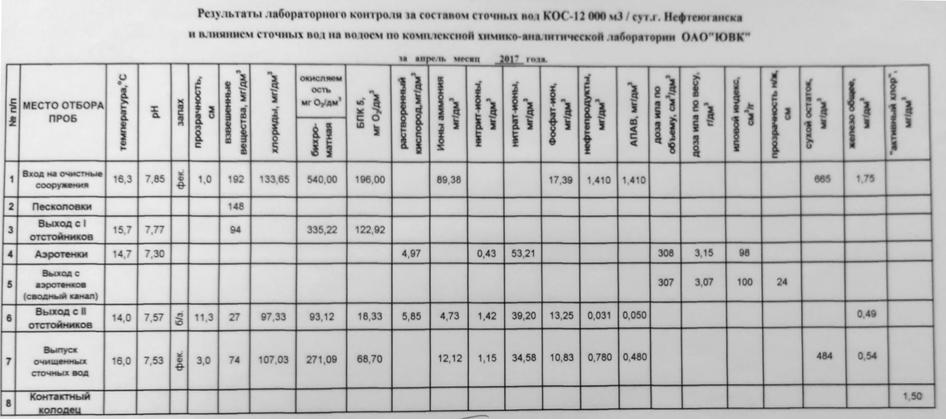 Результаты лабораторного контроля за составом сточных вод КОС-12 000 м3 / сут.г. Нефтеюганска
и влиянием сточных вод на водоем по комплексной химико-аналитической лаборатории ОАО"ЮВК"
за апрель месяц 2017 года.
№ п/п | МЕСТО ОТБОРА ПРОБ | температура,°С | рН | запах | прозрачность, см | взвешенные вещества, мг/дм³ | хлориды, мг/дм³ | окисляемость мг О₂/дм³ бихроматная | БПК 5, мг О₂/дм³ | растворенный кислород,мг/дм³ | Ионы аммония мг/дм³ | нитрит-ионы, мг/дм³ | нитрат-ионы, мг/дм³ | Фосфат-ион, мг/дм³ | нефтепродукты, мг/дм³ | АПАВ, мг/дм³ | доза ила по объему, см³/дм³ | доза ила по весу, г/дм³ | иловой индекс, см³/г | прозрачность н/ж, см | сухой остаток, мг/дм³ | железо общее, мг/дм³ | "активный хлор", мг/дм³
1 | Вход на очистные сооружения | 16,3 | 7,85 | фек. | 1,0 | 192 | 133,65 | 540,00 | 196,00 | 89,38 | 17,39 | 1,410 | 1,410 | 665 | 1,75
2 | Песколовки | 148
3 | Выход с I отстойников | 15,7 | 7,77 | 94 | 335,22 | 122,92
4 | Аэротенки | 14,7 | 7,30 | 4,97 | 0,43 | 53,21 | 308 | 3,15 | 98
5 | Выход с аэротенков (сводный канал) | 307 | 3,07 | 100 | 24
6 | Выход с II отстойников | 14,0 | 7,57 | б/з. | 11,3 | 27 | 97,33 | 93,12 | 18,33 | 5,85 | 4,73 | 1,42 | 39,20 | 13,25 | 0,031 | 0,050 | 0,49
7 | Выпуск очищенных сточных вод | 16,0 | 7,53 | фек. | 3,0 | 74 | 107,03 | 271,09 | 68,70 | 12,12 | 1,15 | 34,58 | 10,83 | 0,780 | 0,480 | 484 | 0,54
8 | Контактный колодец | 1,50